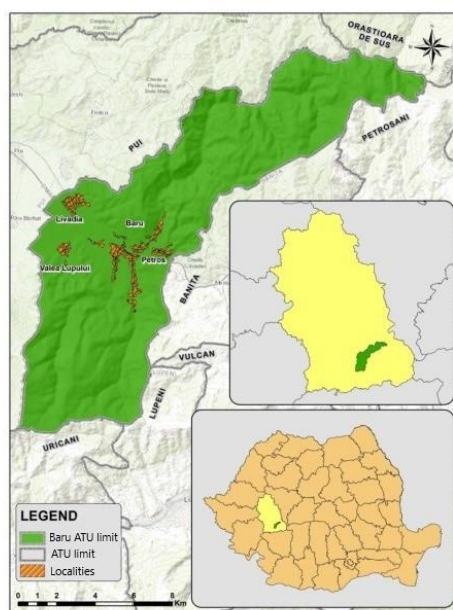 ORASTIOARA
DE SUS
PETROSANI
PUI
Livadia
Baru
Valea Lupului
Petros
BANITA
VULCAN
LUPENI
URICANI
LEGEND
Baru ATU limit
ATU limit
Localities
0 2 4 6 8
Km